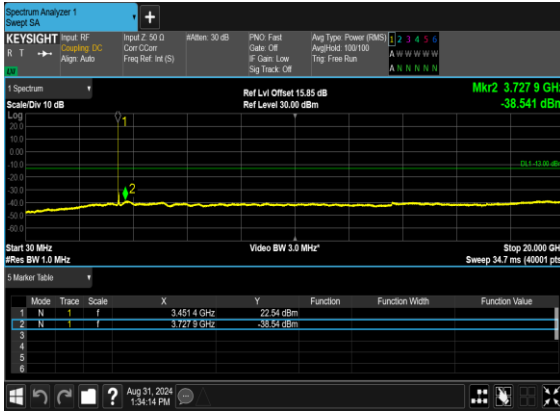 Spectrum Analyzer 1
Swept SA
+
KEYSIGHT Input: RF Input Z: 50 Ω #Atten: 30 dB PNO: Fast Avg Type: Power (RMS) 1 2 3 4 5 6
R T Coupling: DC Corr CCorr Gate: Off Avg|Hold: 100/100 A W W W W W
Align: Auto Freq Ref: Int (S) IF Gain: Low Trig: Free Run
Sig Track: Off A N N N N N
1 Spectrum Ref Lvl Offset 15.85 dB Mkr2 3.727 9 GHz
Scale/Div 10 dB Ref Level 30.00 dBm -38.541 dBm
Log
20.0
10.0
0.00
-10.0
-20.0
-30.0
-40.0
-50.0
-60.0
1
DL1 -13.00 dBm
2
Start 30 MHz Video BW 3.0 MHz* Stop 20.000 GHz
#Res BW 1.0 MHz Sweep 34.7 ms (40001 pts)
5 Marker Table
Mode Trace Scale X Y Function Function Width Function Value
1 N 1 f 3.451 4 GHz 22.54 dBm
2 N 1 f 3.727 9 GHz -38.54 dBm
3
4
5
6
? Aug 31, 2024
1:34:14 PM